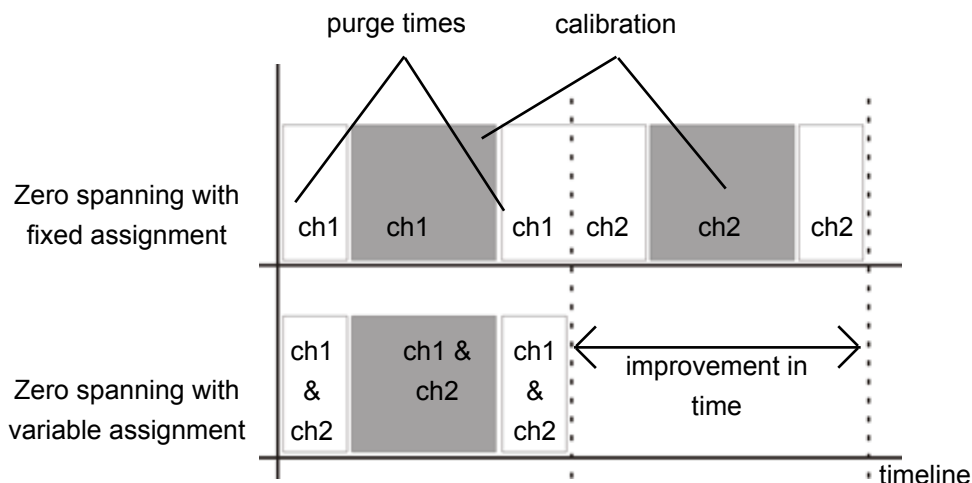 purge times
calibration
Zero spanning with
fixed assignment
ch1
ch1
ch1
ch2
ch2
ch2
Zero spanning with
variable assignment
ch1
&
ch2
ch1 &
ch2
ch1
&
ch2
improvement in
time
timeline